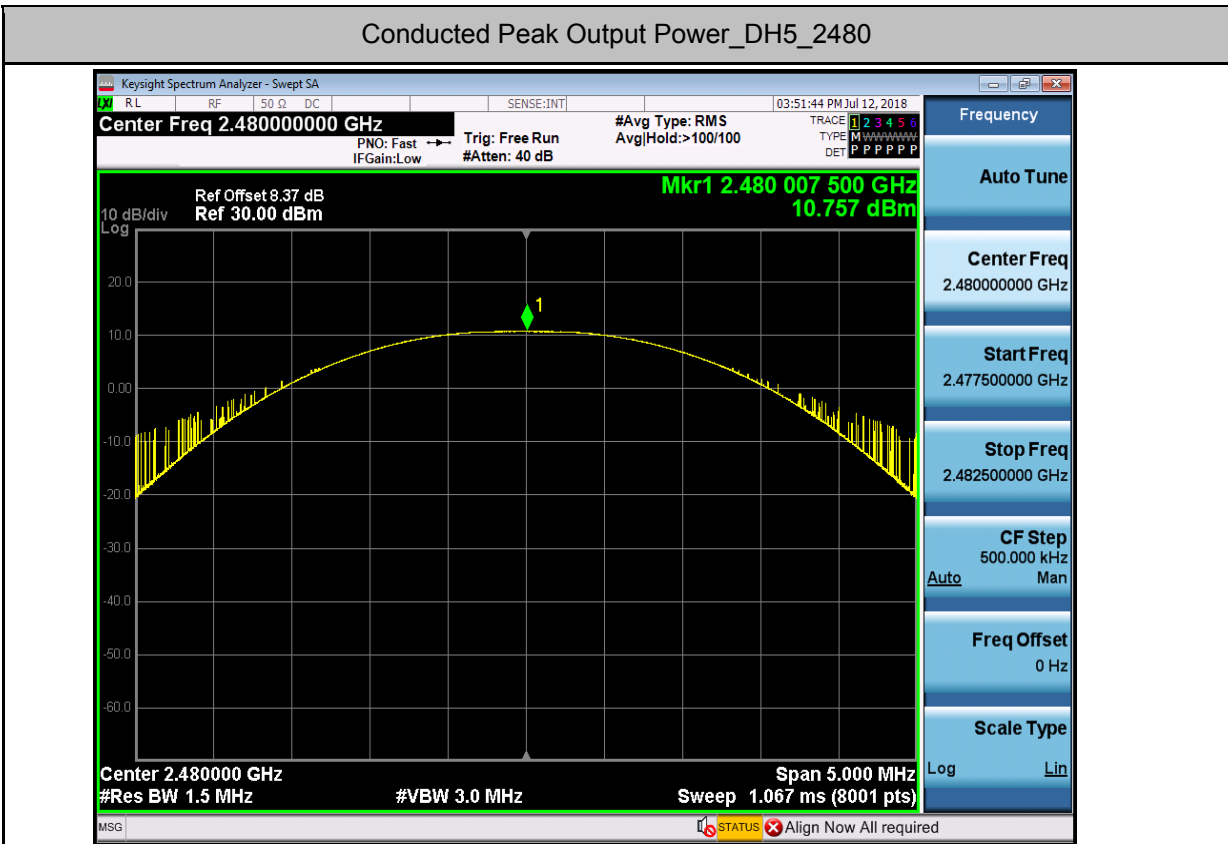 Conducted Peak Output Power_DH5_2480
Keysight Spectrum Analyzer - Swept SA
LXI RL RF 50 Ω DC SENSE:INT 03:51:44 PM Jul 12, 2018
Center Freq 2.480000000 GHz
PNO: Fast
IFGain:Low
Trig: Free Run
#Atten: 40 dB
#Avg Type: RMS
Avg|Hold:>100/100
TRACE 1 2 3 4 5 6
TYPE M WWWWW
DET P P P P P P
Mkr1 2.480 007 500 GHz
10.757 dBm
Ref Offset 8.37 dB
10 dB/div Ref 30.00 dBm
Log
1
20.0
10.0
0.00
-10.0
-20.0
-30.0
-40.0
-50.0
-60.0
Center 2.480000 GHz Span 5.000 MHz
#Res BW 1.5 MHz #VBW 3.0 MHz Sweep 1.067 ms (8001 pts)
MSG STATUS Align Now All required
Frequency
Auto Tune
Center Freq
2.480000000 GHz
Start Freq
2.477500000 GHz
Stop Freq
2.482500000 GHz
CF Step
500.000 kHz
Auto Man
Freq Offset
0 Hz
Scale Type
Log Lin